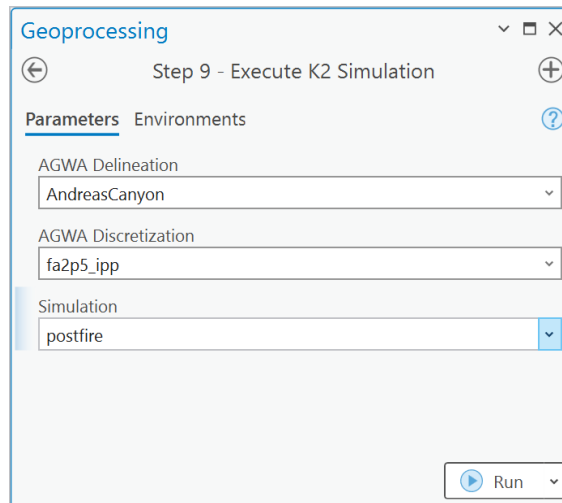 Geoprocessing
Step 9 - Execute K2 Simulation
Parameters Environments
AGWA Delineation
AndreasCanyon
AGWA Discretization
fa2p5_ipp
Simulation
postfire
Run